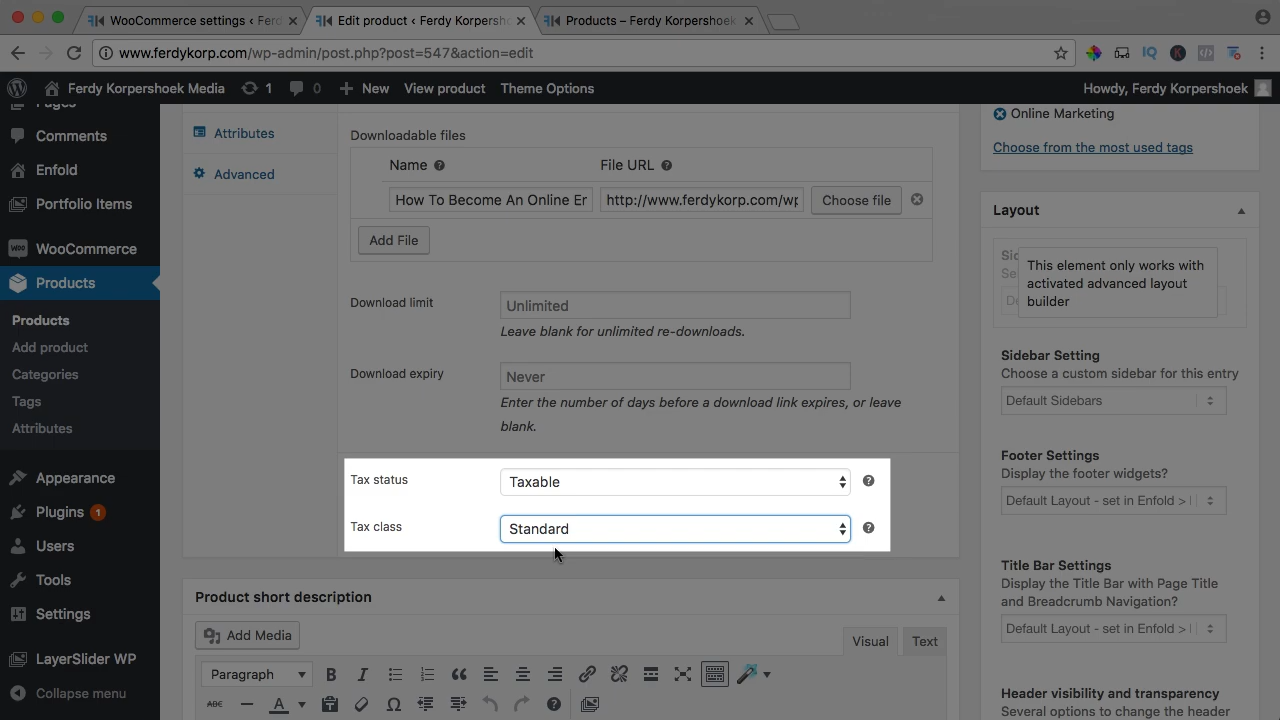 WooCommerce settings ‹ Ferd
Edit product ‹ Ferdy Korpersho
Products – Ferdy Korpershoek
www.ferdykorp.com/wp-admin/post.php?post=547&action=edit
Ferdy Korpershoek Media
1
0
New
View product
Theme Options
Howdy, Ferdy Korpershoek
Pages
Comments
Enfold
Portfolio Items
WooCommerce
Products
Products
Add product
Categories
Tags
Attributes
Appearance
Plugins 1
Users
Tools
Settings
LayerSlider WP
Collapse menu
Attributes
Advanced
Downloadable files
Name
File URL
How To Become An Online Er
http://www.ferdykorp.com/wp
Choose file
Add File
Download limit
Unlimited
Leave blank for unlimited re-downloads.
Download expiry
Never
Enter the number of days before a download link expires, or leave
blank.
Tax status
Taxable
Tax class
Standard
Product short description
Add Media
Visual
Text
Paragraph
ABC
Online Marketing
Choose from the most used tags
Layout
This element only works with
activated advanced layout
builder
Sidebar Setting
Choose a custom sidebar for this entry
Default Sidebars
Footer Settings
Display the footer widgets?
Default Layout - set in Enfold >
Title Bar Settings
Display the Title Bar with Page Title
and Breadcrumb Navigation?
Default Layout - set in Enfold >
Header visibility and transparency
Several options to change the header